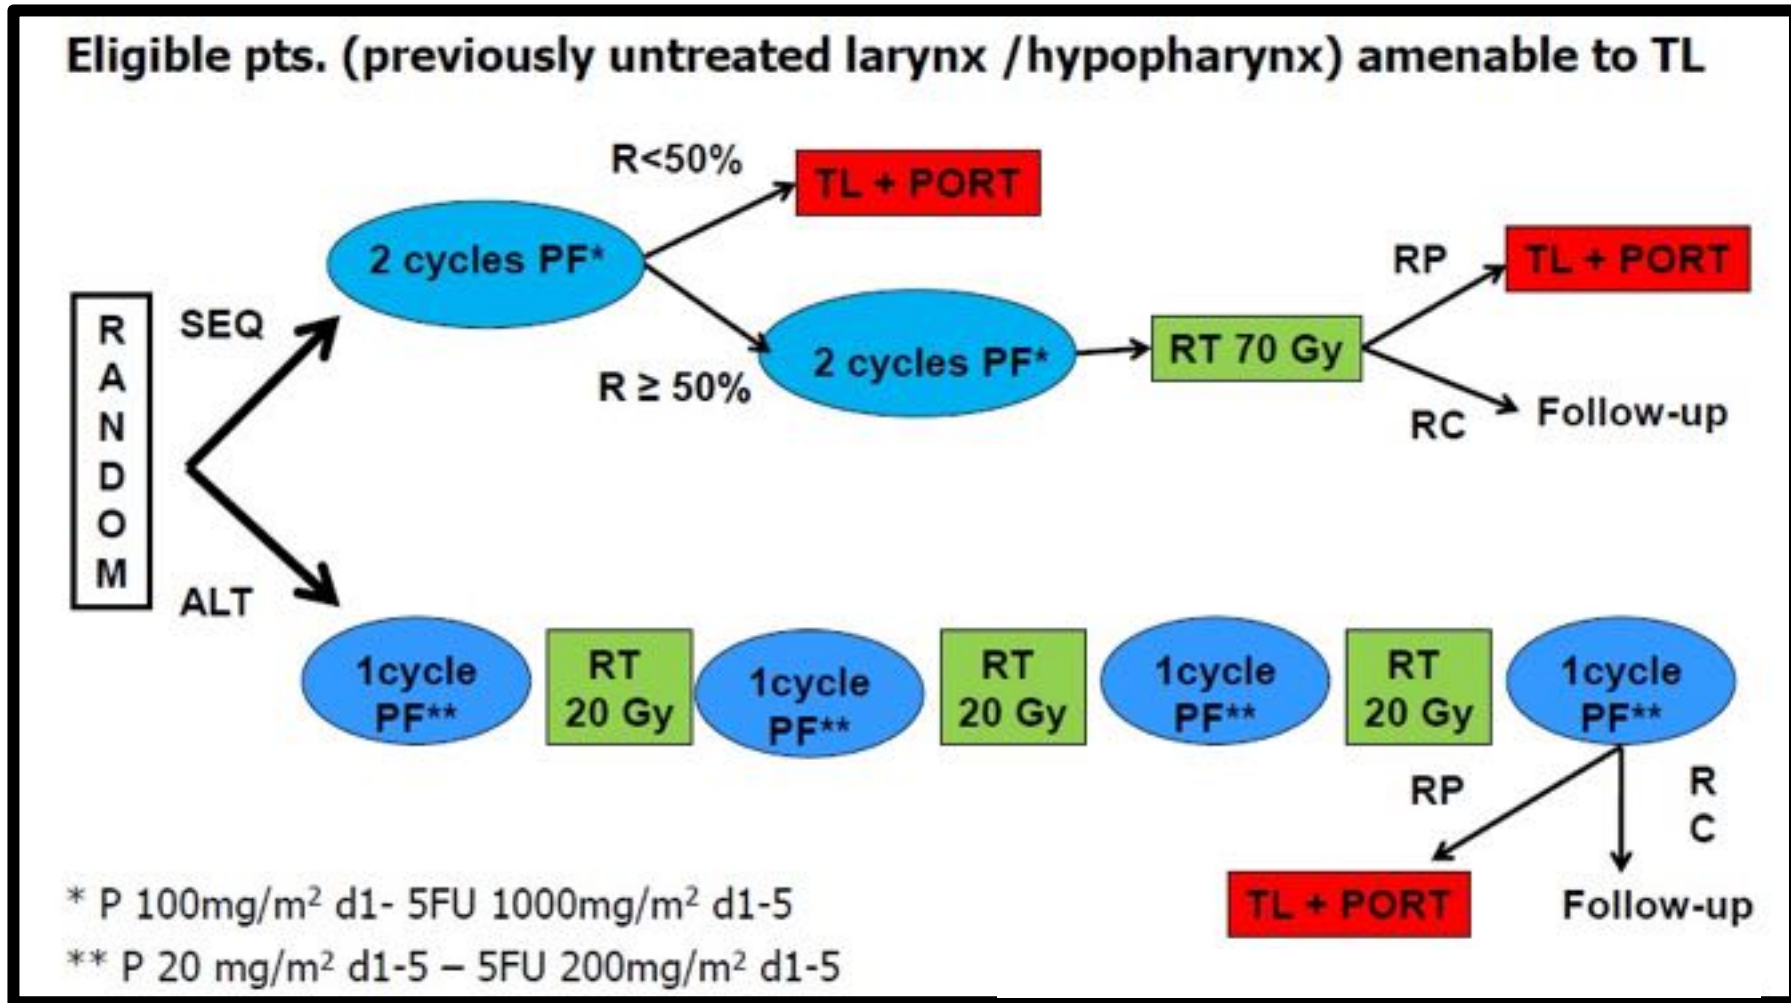 Eligible pts. (previously untreated larynx /hypopharynx) amenable to TL
R<50%
TL + PORT
2 cycles PF*
RP
TL + PORT
RANDOM
SEQ
R ≥ 50%
2 cycles PF*
RT 70 Gy
RC
Follow-up
ALT
1cycle
PF**
RT
20 Gy
1cycle
PF**
RT
20 Gy
1cycle
PF**
RT
20 Gy
1cycle
PF**
RP
R
C
TL + PORT
Follow-up
* P 100mg/m² d1- 5FU 1000mg/m² d1-5
** P 20 mg/m² d1-5 – 5FU 200mg/m² d1-5